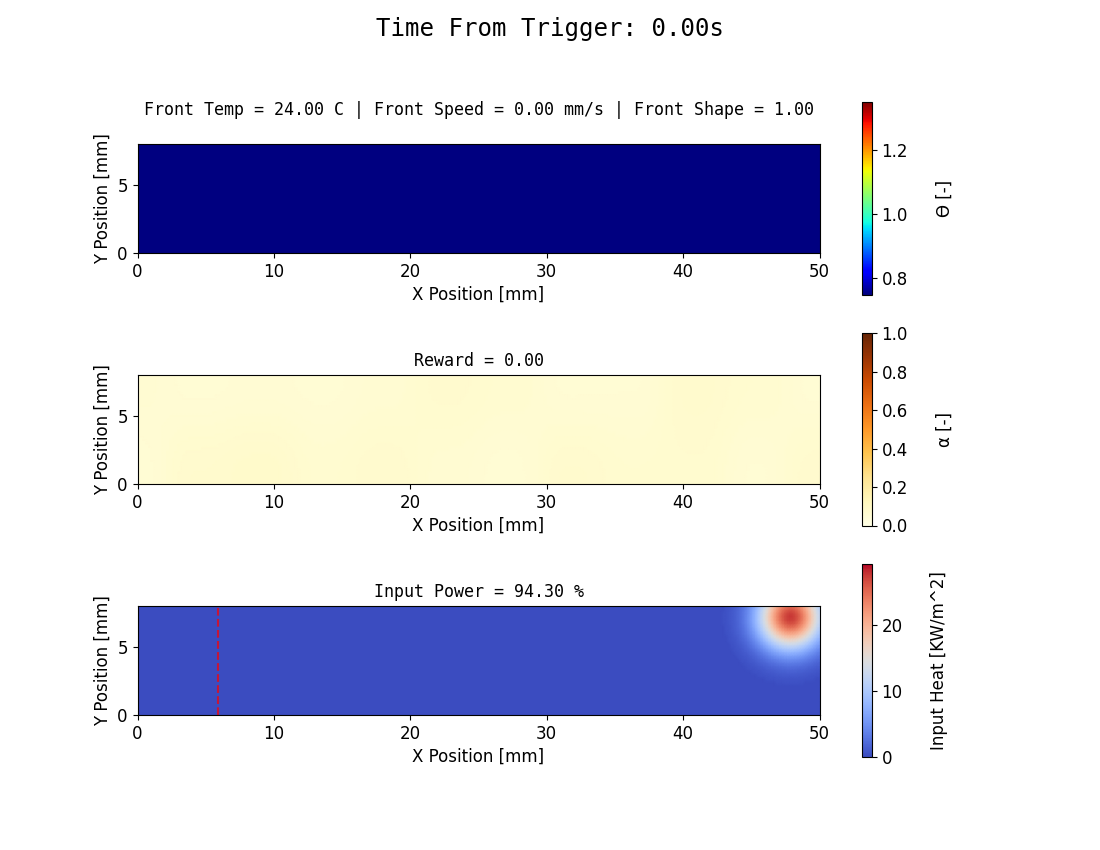 Time From Trigger: 0.00s
Front Temp = 24.00 C | Front Speed = 0.00 mm/s | Front Shape = 1.00
Y Position [mm]
5
0
0 10 20 30 40 50
X Position [mm]
1.2
1.0
0.8
Θ [-]
Reward = 0.00
Y Position [mm]
5
0
0 10 20 30 40 50
X Position [mm]
1.0
0.8
0.6
0.4
0.2
0.0
α [-]
Input Power = 94.30 %
Y Position [mm]
5
0
0 10 20 30 40 50
X Position [mm]
20
10
0
Input Heat [KW/m^2]